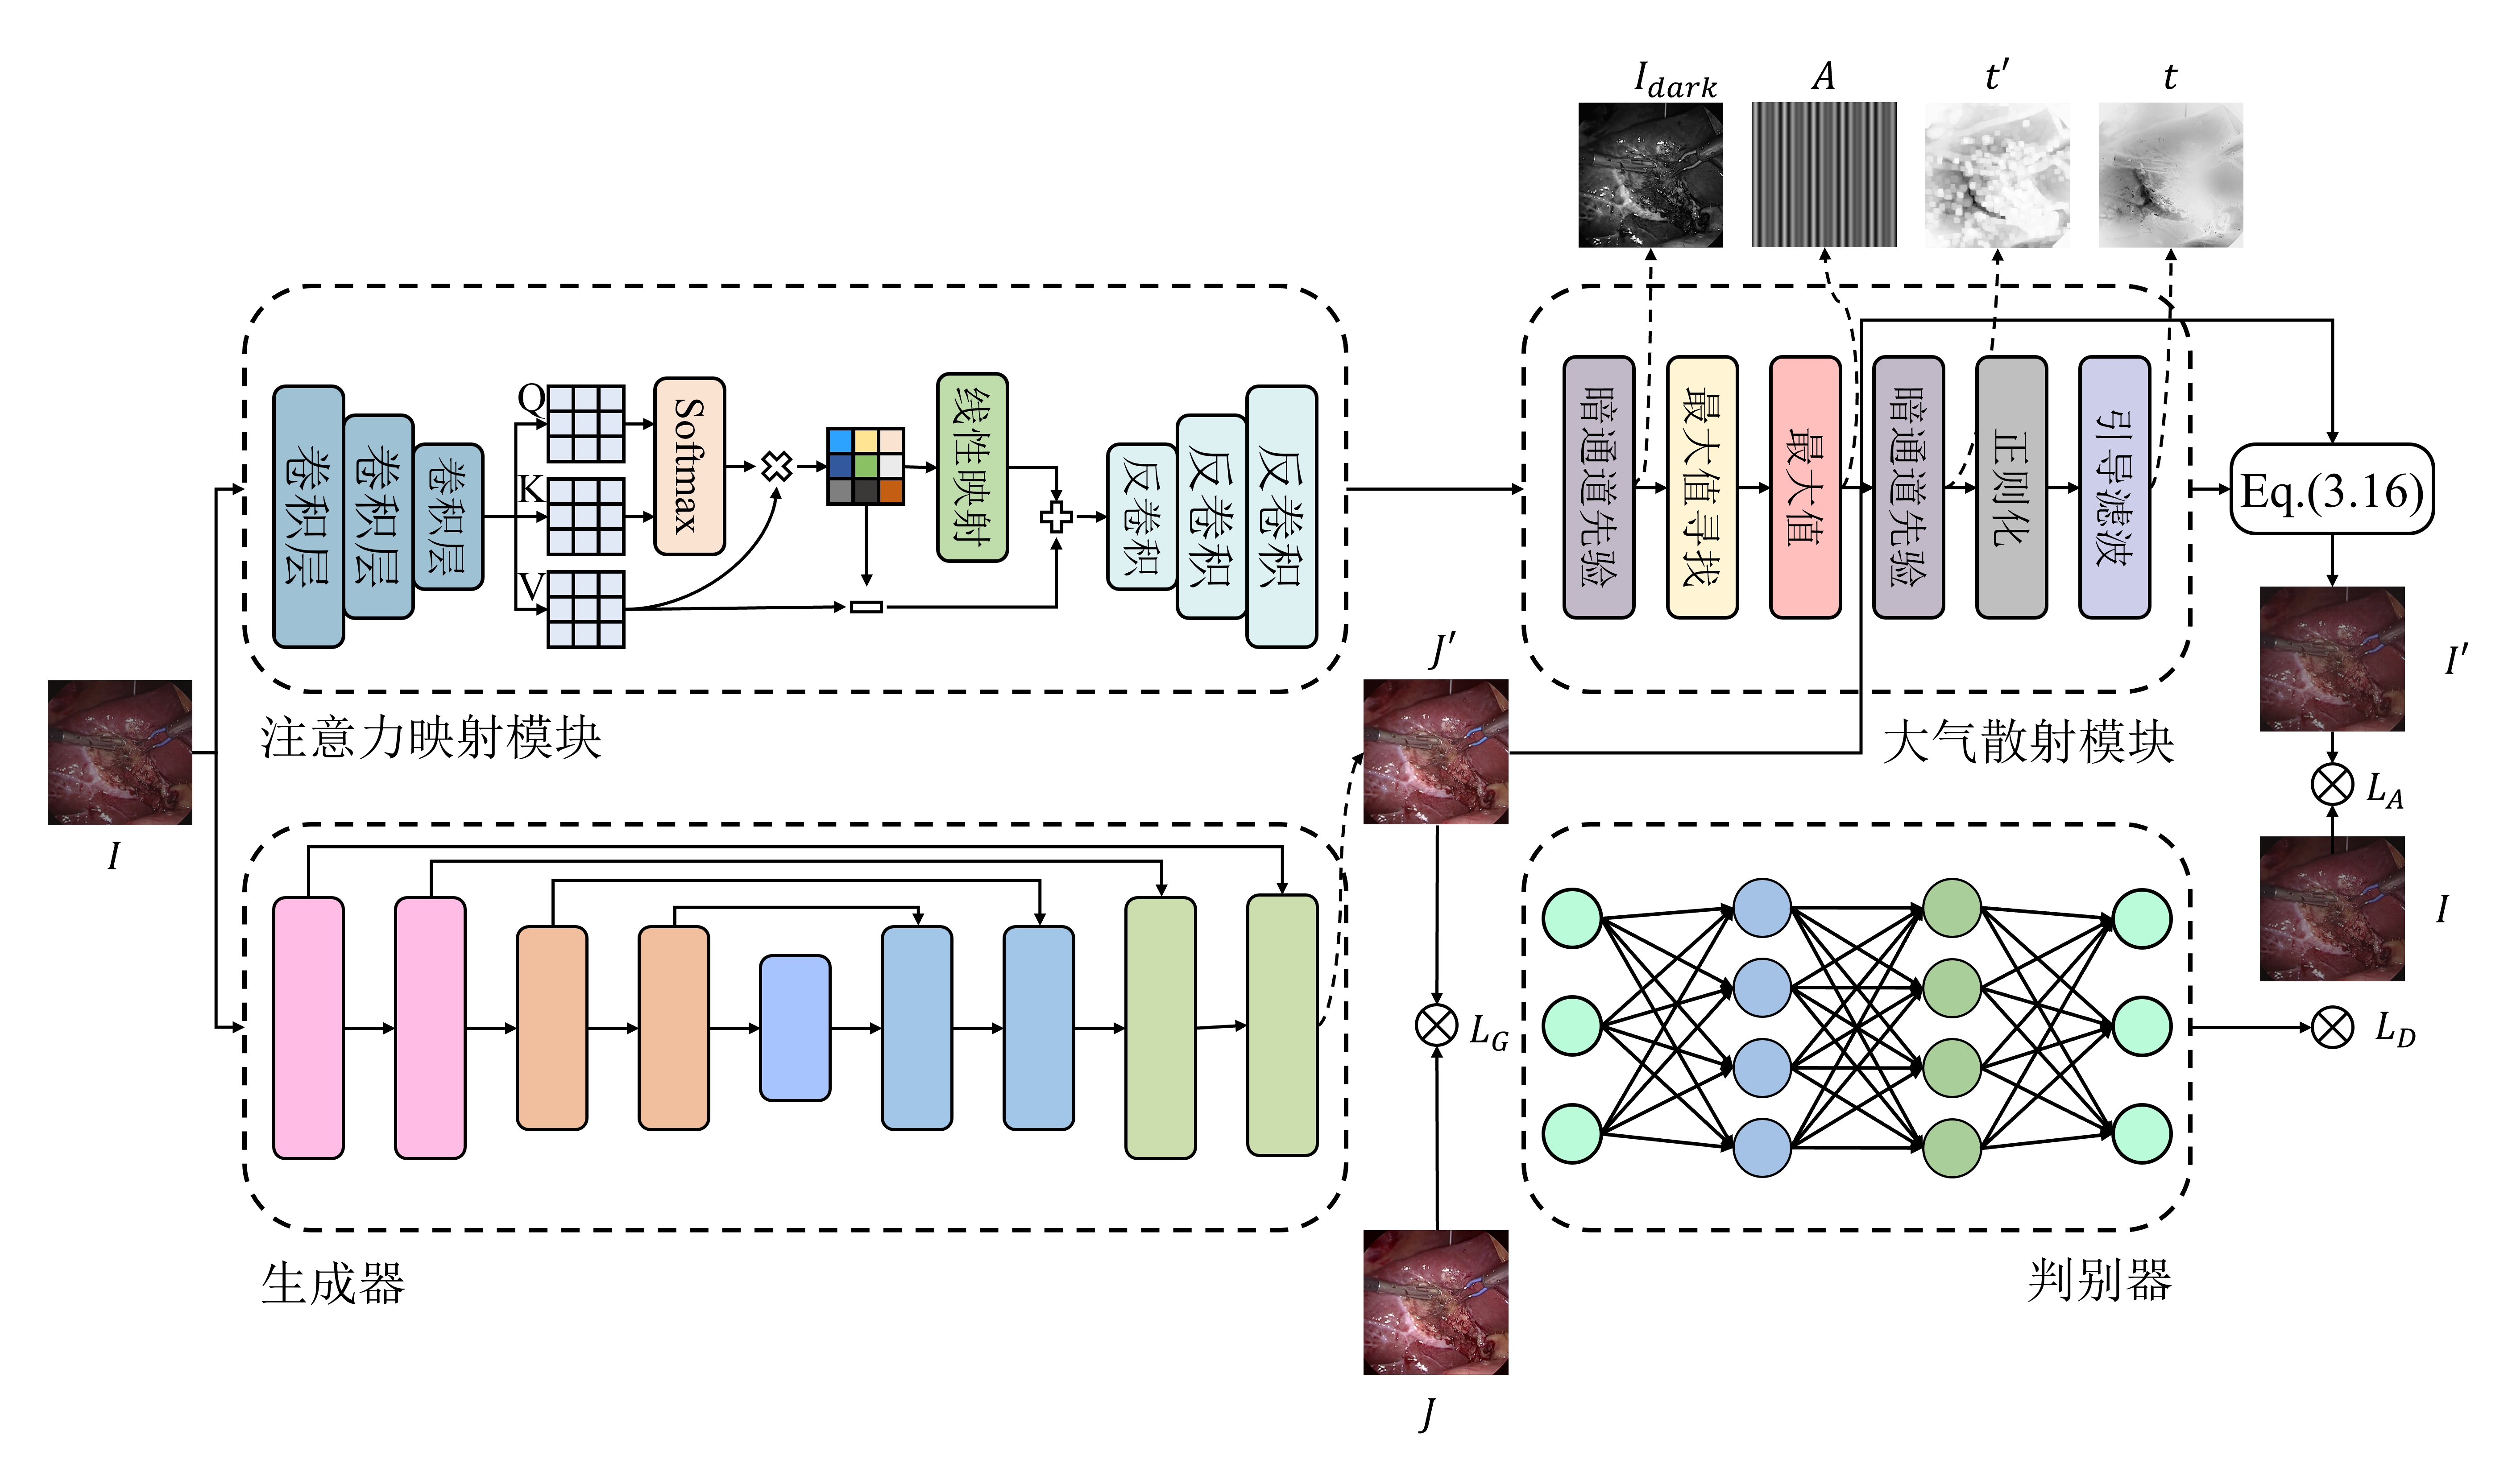 I_dark
A
t′
t
卷积层
卷积层
卷积层
Q
K
V
Softmax
线性映射
反卷积
反卷积
反卷积
注意力映射模块
暗通道先验
最大值寻找
最大值
暗通道先验
正则化
引导滤波
大气散射模块
Eq.(3.16)
I′
L_A
I
I
J′
L_G
J
生成器
判别器
L_D